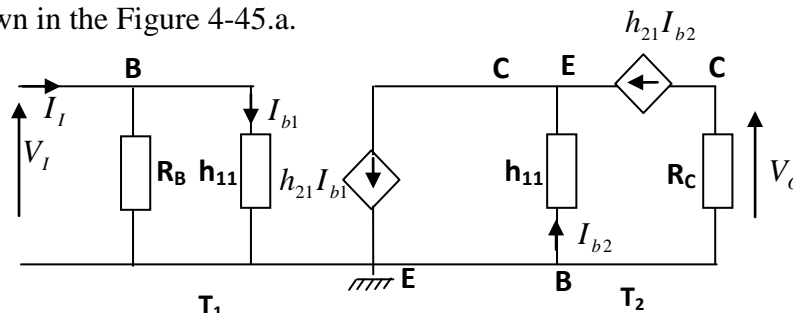 wn in the Figure 4-45.a.
h21Ib2
B
C
E
C
II
Ib1
VI
RB
h11
h21Ib1
h11
RC
Ib2
E
B
T1
T2